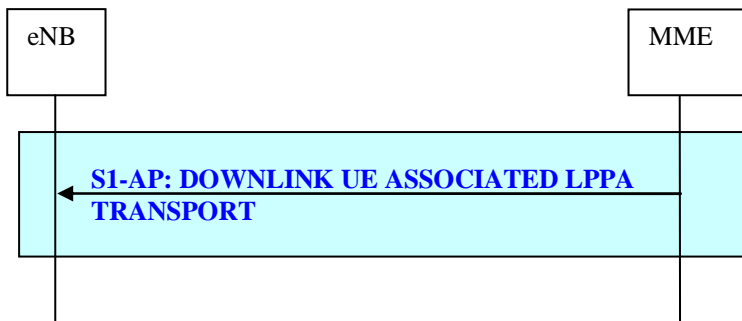 eNB
MME
S1-AP: DOWNLINK UE ASSOCIATED LPPA
TRANSPORT